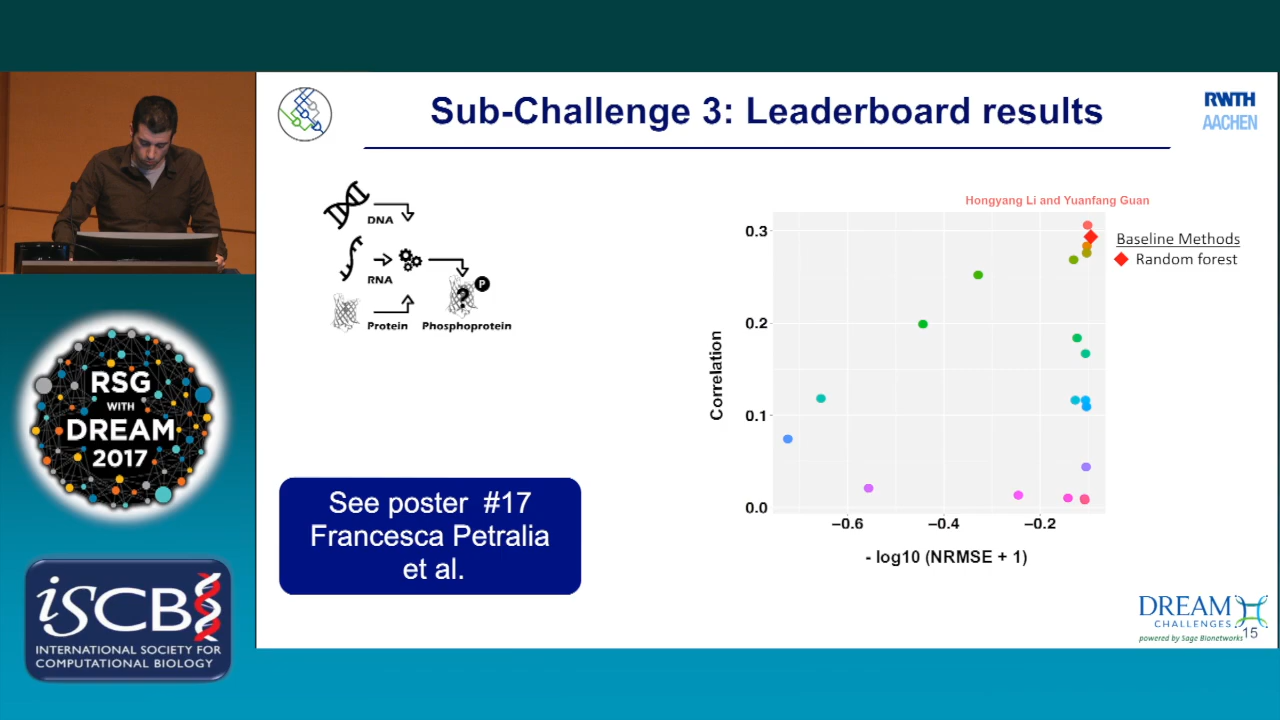 Sub-Challenge 3: Leaderboard results
RWTH
AACHEN
DNA
RNA
Protein
?
P
Phosphoprotein
See poster #17
Francesca Petralia
et al.
Hongyang Li and Yuanfang Guan
Baseline Methods
Random forest
Correlation
0.3
0.2
0.1
0.0
−0.6
−0.4
−0.2
- log10 (NRMSE + 1)
RSG
WITH
DREAM
2017
iSCB
INTERNATIONAL SOCIETY FOR
COMPUTATIONAL BIOLOGY
DREAM
CHALLENGES
powered by Sage Bionetworks
15